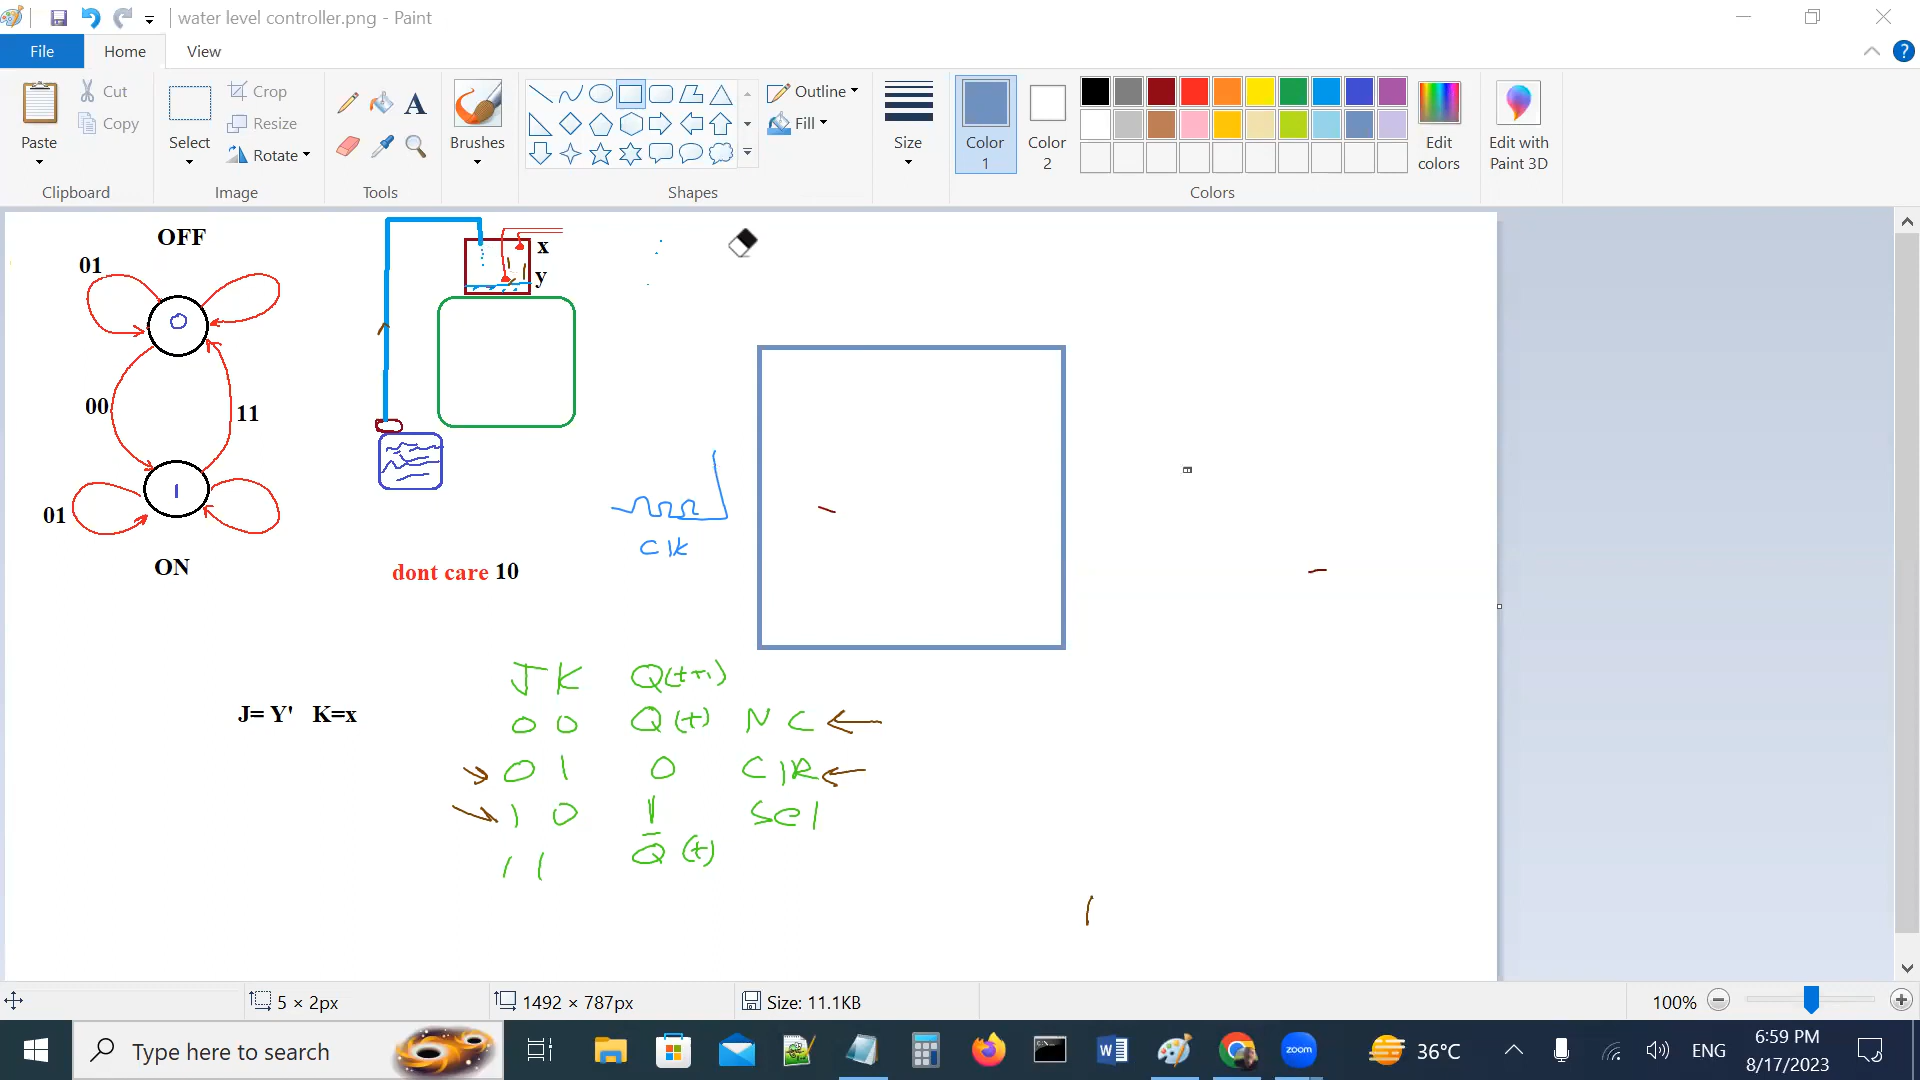 water level controller.png - Paint
File Home View
Paste
Cut
Copy
Clipboard
Select
Crop
Resize
Rotate
Image
A
Tools
Brushes
Shapes
Outline
Fill
Size
Color 1
Color 2
Colors
Edit colors
Edit with Paint 3D
OFF
01
0
00
11
1
01
ON
x
y
dont care 10
clk
J= Y' K=x
J K Q(t+1)
0 0 Q(t) N C
0 1 0 ClR
1 0 1 Set
1 1 Q̅ (t)
5 × 2px
1492 × 787px
Size: 11.1KB
100%
Type here to search
zoom
36°C
ENG
6:59 PM
8/17/2023